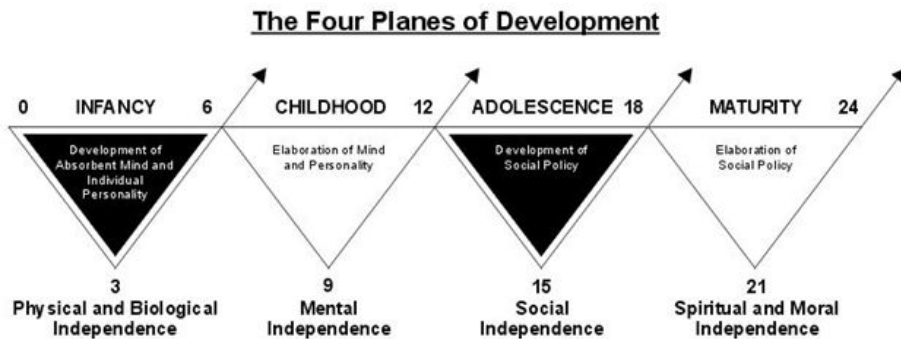 The Four Planes of Development
0 INFANCY 6 CHILDHOOD 12 ADOLESCENCE 18 MATURITY 24
Development of
Absorbent Mind and
Individual
Personality
Elaboration of Mind
and Personality
Development of
Social Policy
Elaboration of
Social Policy
3
Physical and Biological
Independence
9
Mental
Independence
15
Social
Independence
21
Spiritual and Moral
Independence